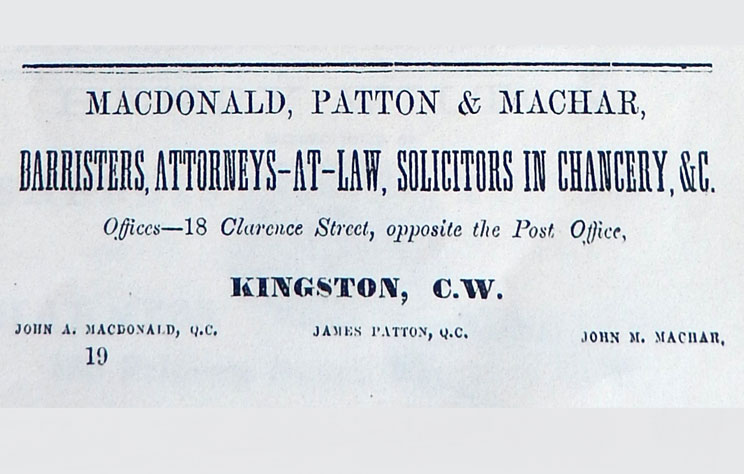 MACDONALD, PATTON & MACHAR,
BARRISTERS, ATTORNEYS-AT-LAW, SOLICITORS IN CHANCERY, &C.
Offices—18 Clarence Street, opposite the Post Office,
KINGSTON, C.W.
JOHN A. MACDONALD, Q.C. JAMES PATTON, Q.C. JOHN M. MACHAR,
19